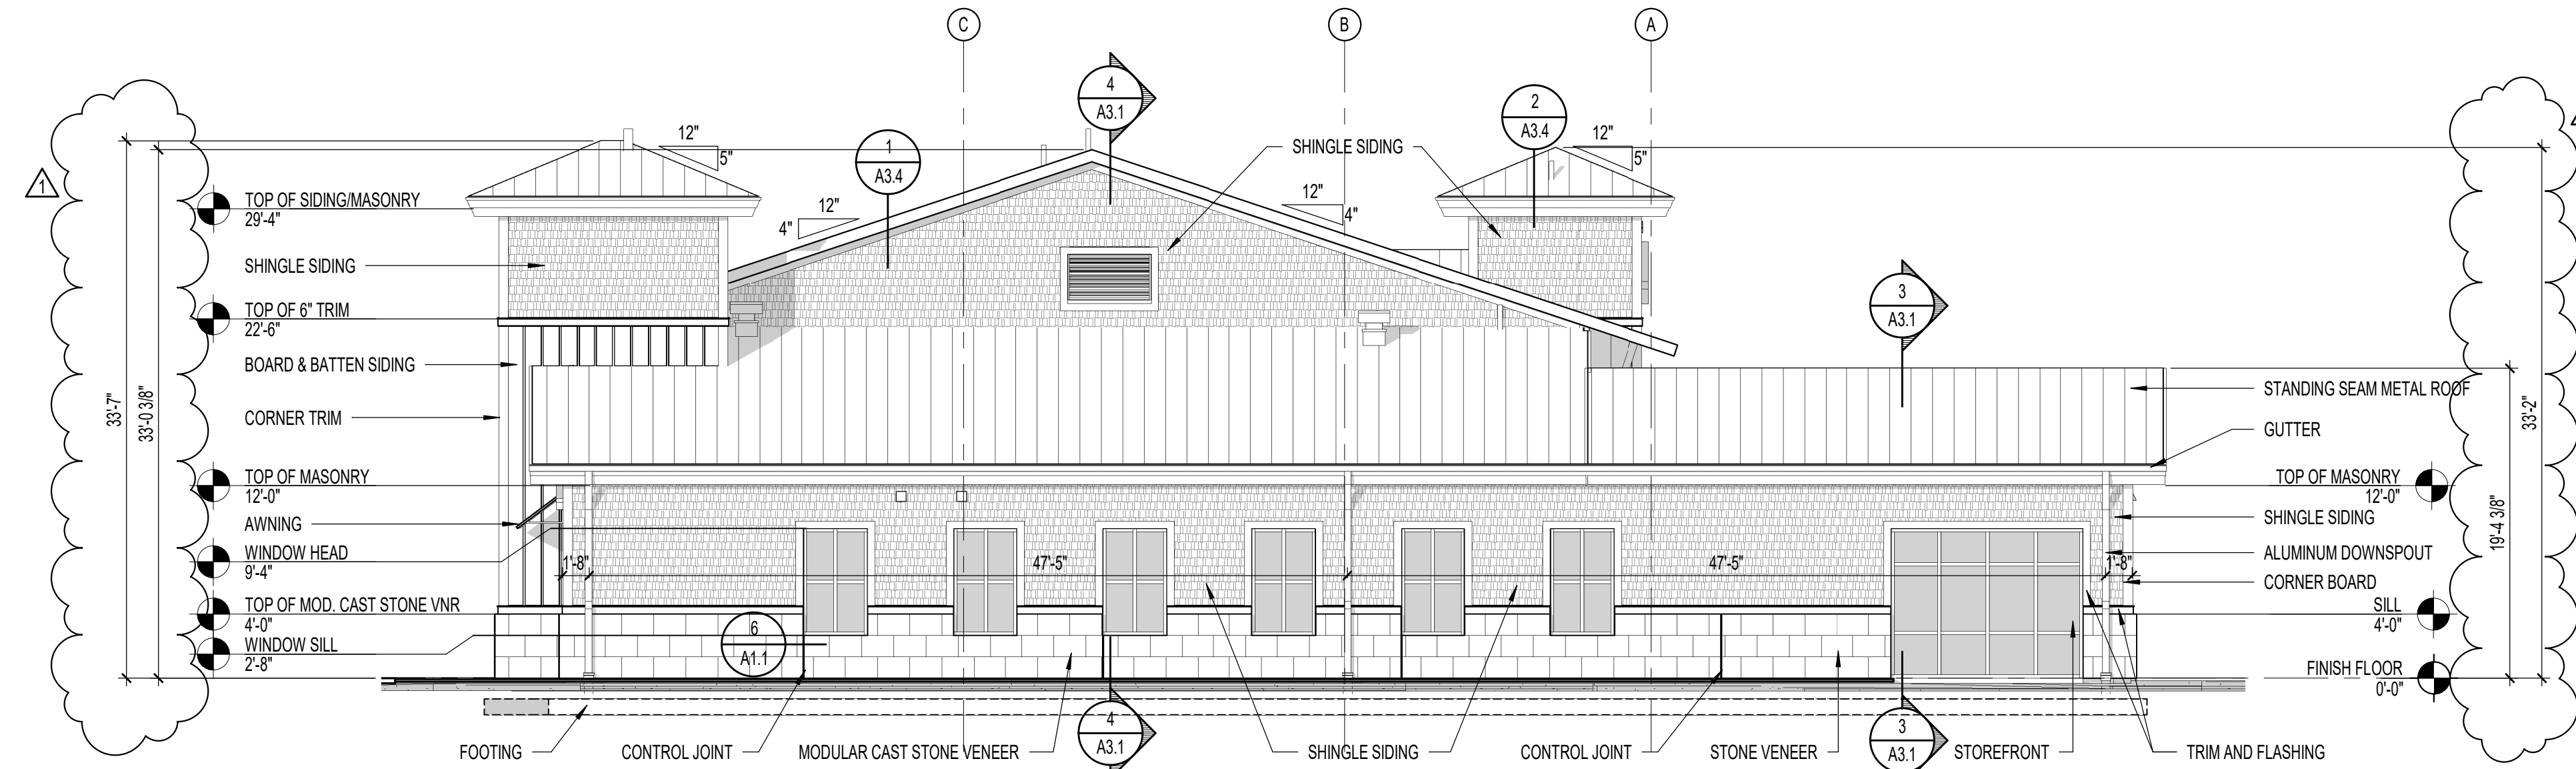 C
B
A
4
A3.1
2
A3.4
12"
5"
1
A3.4
SHINGLE SIDING
12"
5"
1
TOP OF SIDING/MASONRY
29'-4"
12"
4"
12"
4"
SHINGLE SIDING
3
A3.1
TOP OF 6" TRIM
22'-6"
BOARD & BATTEN SIDING
33'-7"
33'-0 3/8"
CORNER TRIM
STANDING SEAM METAL ROOF
33'-2"
GUTTER
TOP OF MASONRY
12'-0"
TOP OF MASONRY
12'-0"
AWNING
SHINGLE SIDING
19'-4 3/8"
WINDOW HEAD
9'-4"
1'-8"
47'-5"
47'-5"
1'-8"
ALUMINUM DOWNSPOUT
CORNER BOARD
TOP OF MOD. CAST STONE VNR
4'-0"
SILL
4'-0"
WINDOW SILL
2'-8"
6
A1.1
FINISH FLOOR
0'-0"
4
A3.1
3
A3.1
FOOTING
CONTROL JOINT
MODULAR CAST STONE VENEER
SHINGLE SIDING
CONTROL JOINT
STONE VENEER
STOREFRONT
TRIM AND FLASHING